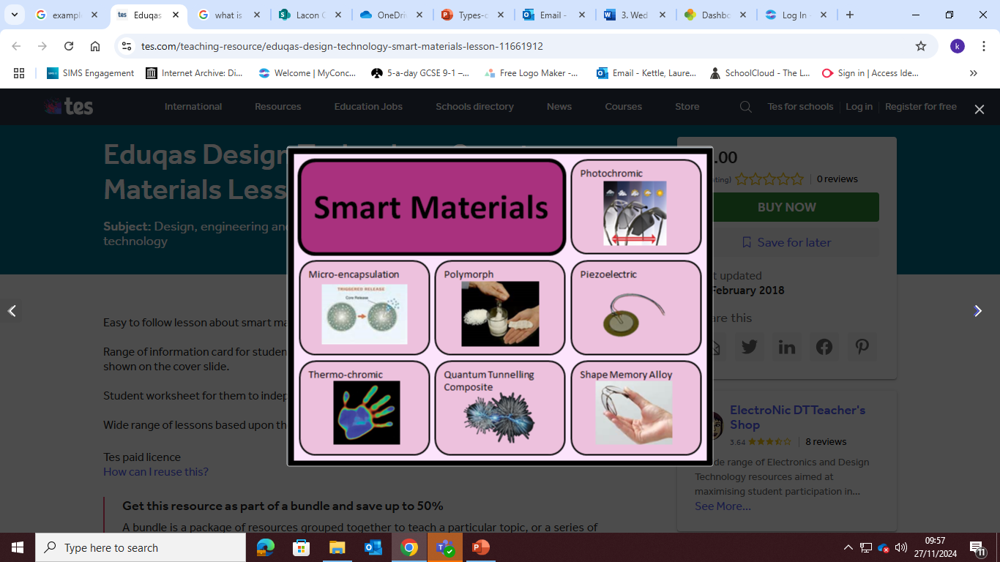 exampl
Eduqas
what is
Lacon C
OneDriv
Types-o
Email -
3. Wed
Dashbo
Log In -
tes.com/teaching-resource/eduqas-design-technology-smart-materials-lesson-11661912
k
SIMS Engagement
Internet Archive: Di...
Welcome | MyConc...
5-a-day GCSE 9-1 –...
Free Logo Maker -...
Email - Kettle, Laure...
SchoolCloud - The L...
Sign in | Access Ide...
tes
International
Resources
Education Jobs
Schools directory
News
Courses
Store
Tes for schools
Log in
Register for free
Eduqas Design
Materials Less
Subject: Design, engineering and
technology
.00
0 reviews
BUY NOW
Save for later
updated
February 2018
Smart Materials
Photochromic
Micro-encapsulation
TRIGGERED RELEASE
Core Release
Polymorph
Piezoelectric
Thermo-chromic
Quantum Tunnelling
Composite
Shape Memory Alloy
Easy to follow lesson about smart ma
Range of information card for studen
shown on the cover slide.
Student worksheet for them to indep
Wide range of lessons based upon th
Tes paid licence
How can I reuse this?
Get this resource as part of a bundle and save up to 50%
A bundle is a package of resources grouped together to teach a particular topic, or a series of
are this
ElectroNic DTTeacher's
Shop
3.64
8 reviews
de range of Electronics and Design
Technology resources aimed at
maximising student participation in...
See More...
Type here to search
09:57
27/11/2024
11